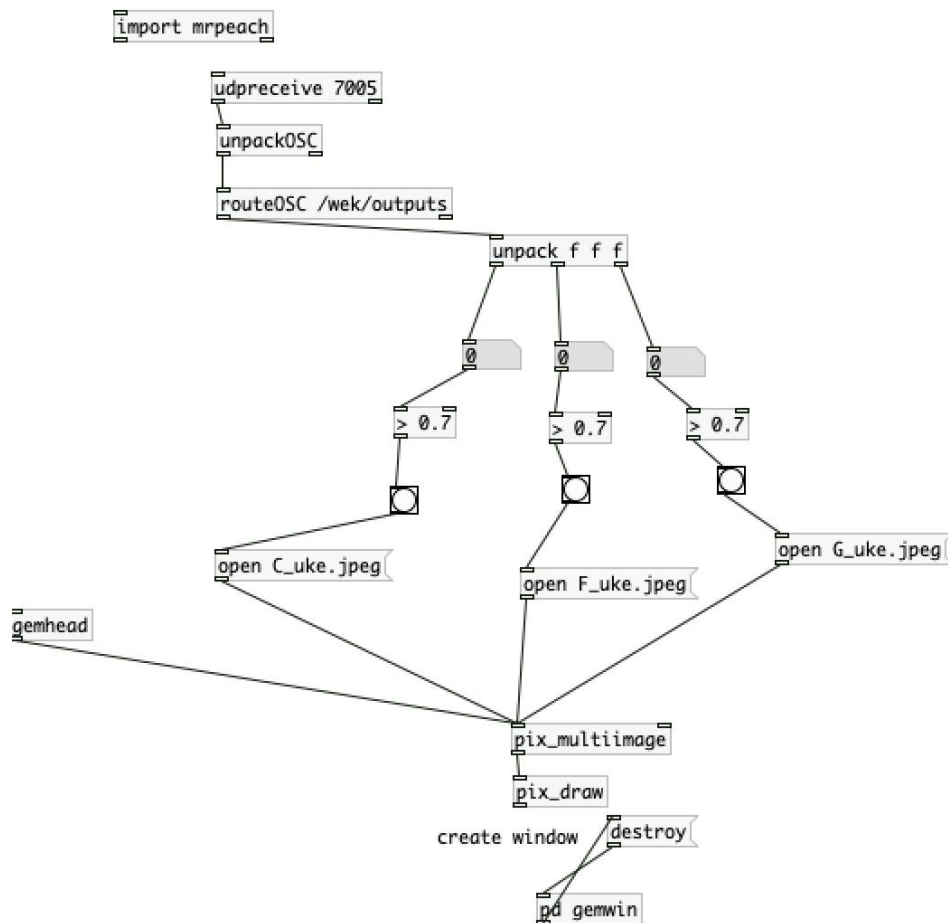 import mrpeach
udpreceive 7005
unpackOSC
routeOSC /wek/outputs
unpack f f f
0
0
0
> 0.7
> 0.7
> 0.7
open C_uke.jpeg
open F_uke.jpeg
open G_uke.jpeg
gemhead
pix_multiimage
pix_draw
create window
destroy
pd gemwin